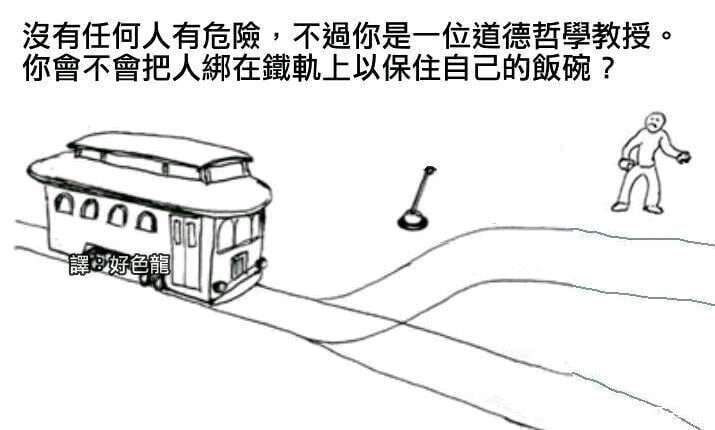 沒有任何人有危險，不過你是一位道德哲學教授。
你會不會把人綁在鐵軌上以保住自己的飯碗？
譯：好色龍